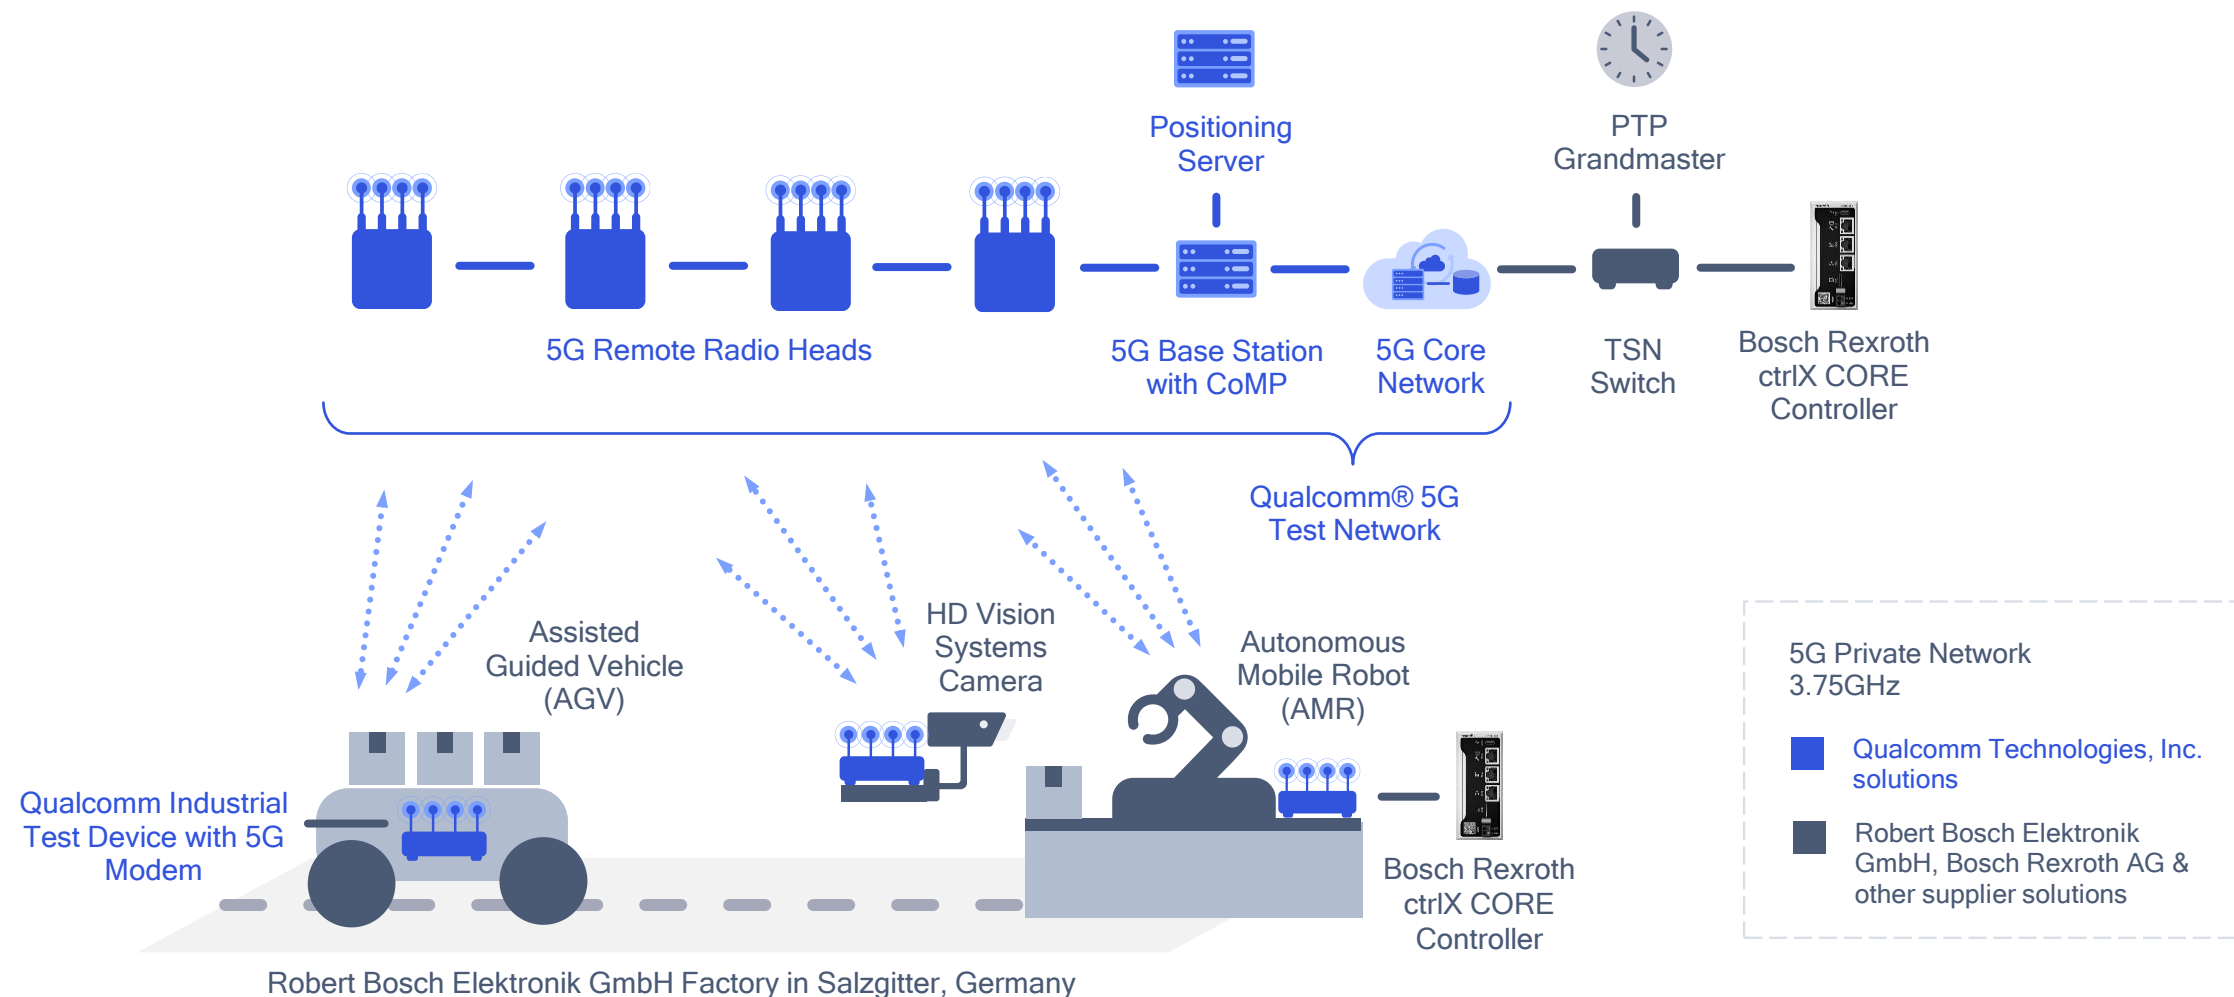 Positioning
Server
PTP
Grandmaster
5G Remote Radio Heads
5G Base Station
with CoMP
5G Core
Network
TSN
Switch
Bosch Rexroth
ctrlX CORE
Controller
Qualcomm® 5G
Test Network
Assisted
Guided Vehicle
(AGV)
HD Vision
Systems
Camera
Autonomous
Mobile Robot
(AMR)
Qualcomm Industrial
Test Device with 5G
Modem
Bosch Rexroth
ctrlX CORE
Controller
5G Private Network
3.75GHz
Qualcomm Technologies, Inc.
solutions
Robert Bosch Elektronik
GmbH, Bosch Rexroth AG &
other supplier solutions
Robert Bosch Elektronik GmbH Factory in Salzgitter, Germany